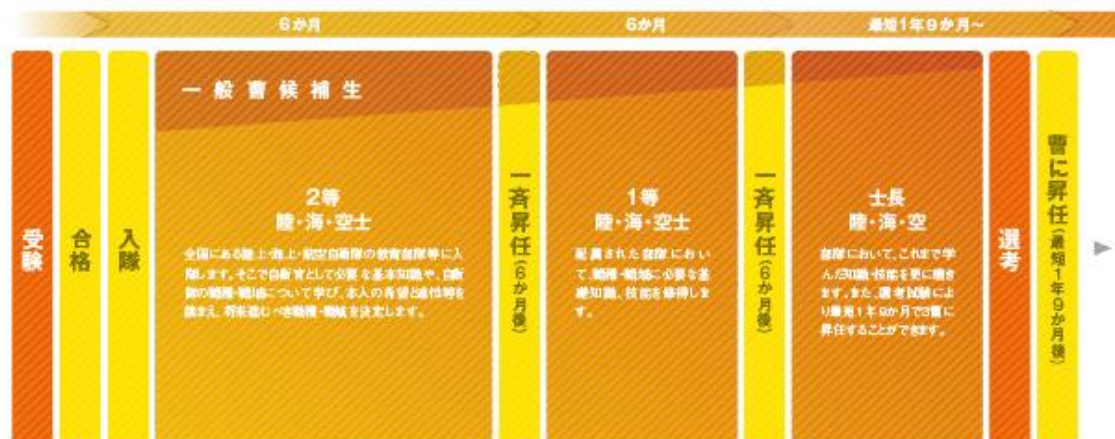 6か月
6か月
最短1年9か月~
受験
合格
入隊
一般曹候補生
2等
陸・海・空士
全国にある陸上・海上・航空自衛隊の教育部隊等に入
隊します。そこで自衛官として必要な基本知識や、自衛
隊の職種・職域について学び、本人の希望と適性等を
踏まえ、将来進むべき職種・職域を決定します。
一斉昇任(6か月後)
1等
陸・海・空士
配属された部隊におい
て、職種・職域に必要な基
礎知識、技能を修得しま
す。
一斉昇任(6か月後)
士長
陸・海・空
部隊において、これまで学
んだ知識・技能を更に磨き
ます。また、選考試験によ
り最短1年9か月で3曹に
昇任することができます。
選考
曹に昇任(最短1年9か月後)